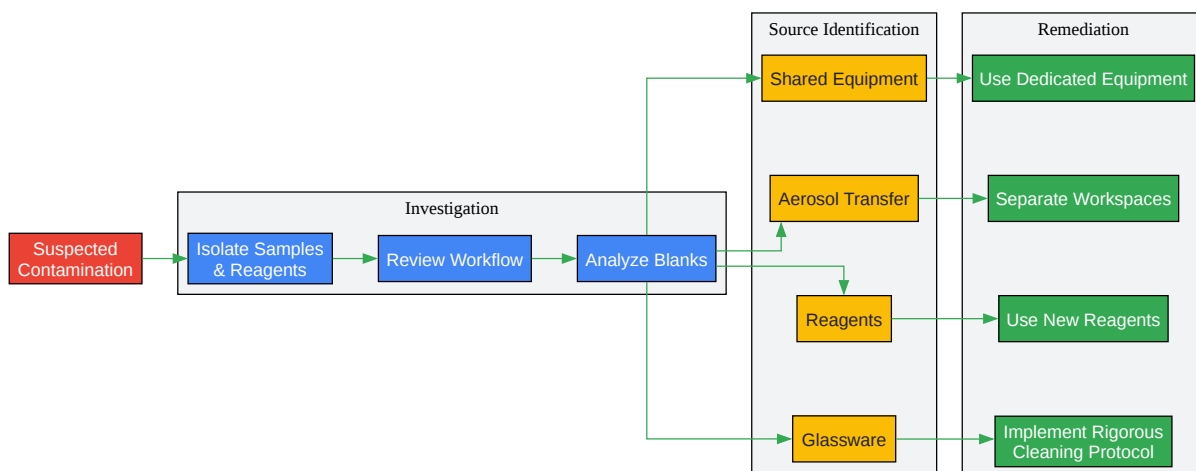 Source Identification
Remediation
Shared Equipment
Use Dedicated Equipment
Aerosol Transfer
Separate Workspaces
Investigation
Suspected
Contamination
Isolate Samples
& Reagents
Review Workflow
Analyze Blanks
Reagents
Use New Reagents
Glassware
Implement Rigorous
Cleaning Protocol